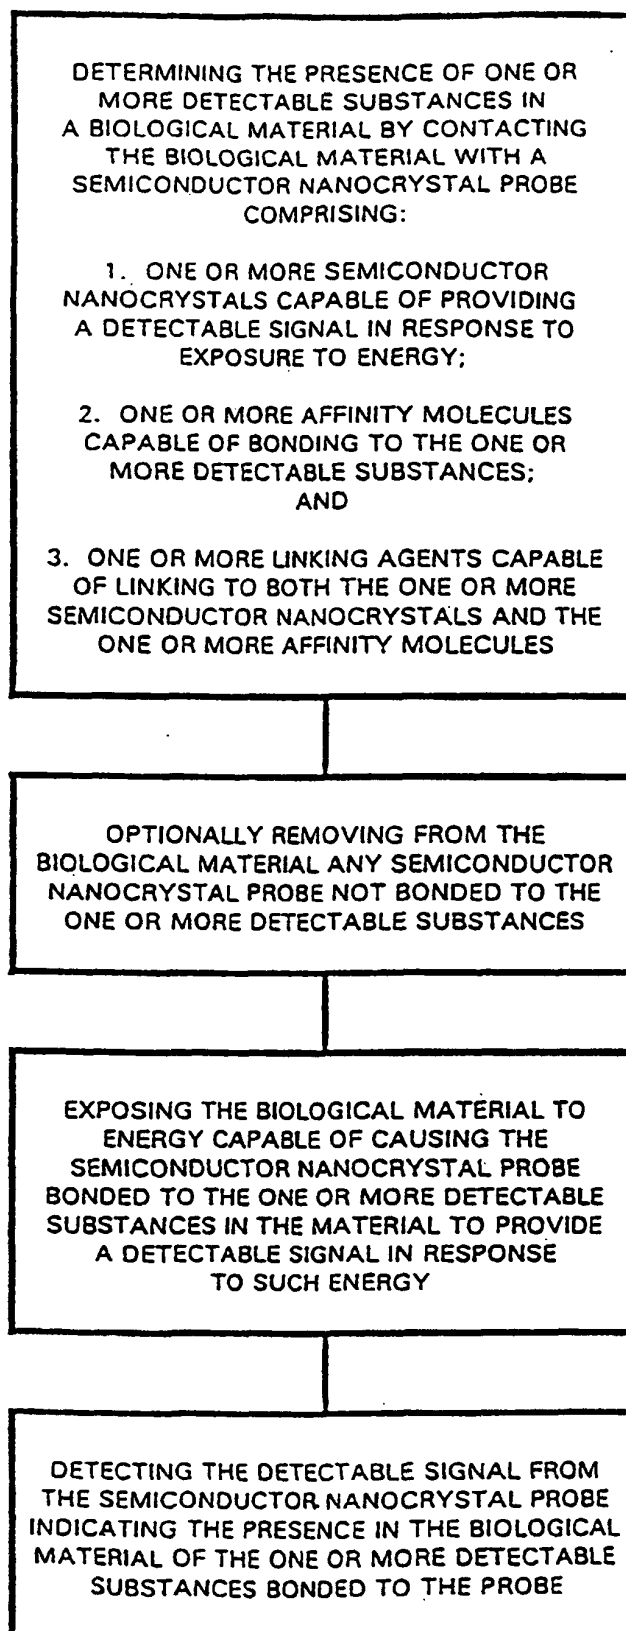 DETERMINING THE PRESENCE OF ONE OR
MORE DETECTABLE SUBSTANCES IN
A BIOLOGICAL MATERIAL BY CONTACTING
THE BIOLOGICAL MATERIAL WITH A
SEMICONDUCTOR NANOCRYSTAL PROBE
COMPRISING:
1. ONE OR MORE SEMICONDUCTOR
NANOCRYSTALS CAPABLE OF PROVIDING
A DETECTABLE SIGNAL IN RESPONSE TO
EXPOSURE TO ENERGY;
2. ONE OR MORE AFFINITY MOLECULES
CAPABLE OF BONDING TO THE ONE OR
MORE DETECTABLE SUBSTANCES;
AND
3. ONE OR MORE LINKING AGENTS CAPABLE
OF LINKING TO BOTH THE ONE OR MORE
SEMICONDUCTOR NANOCRYSTALS AND THE
ONE OR MORE AFFINITY MOLECULES
OPTIONALLY REMOVING FROM THE
BIOLOGICAL MATERIAL ANY SEMICONDUCTOR
NANOCRYSTAL PROBE NOT BONDED TO THE
ONE OR MORE DETECTABLE SUBSTANCES
EXPOSING THE BIOLOGICAL MATERIAL TO
ENERGY CAPABLE OF CAUSING THE
SEMICONDUCTOR NANOCRYSTAL PROBE
BONDED TO THE ONE OR MORE DETECTABLE
SUBSTANCES IN THE MATERIAL TO PROVIDE
A DETECTABLE SIGNAL IN RESPONSE
TO SUCH ENERGY
DETECTING THE DETECTABLE SIGNAL FROM
THE SEMICONDUCTOR NANOCRYSTAL PROBE
INDICATING THE PRESENCE IN THE BIOLOGICAL
MATERIAL OF THE ONE OR MORE DETECTABLE
SUBSTANCES BONDED TO THE PROBE